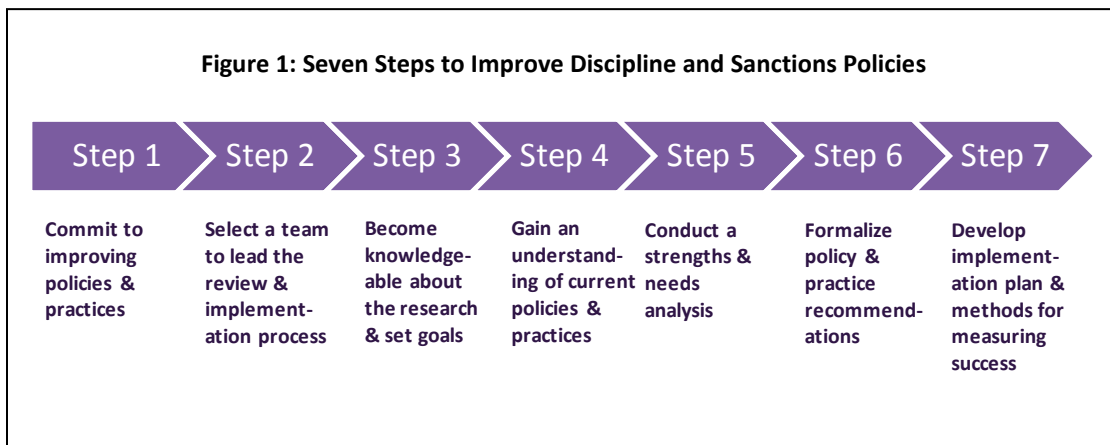 Figure 1: Seven Steps to Improve Discipline and Sanctions Policies
Step 1
Step 2
Step 3
Step 4
Step 5
Step 6
Step 7
Commit to
improving
policies &
practices
Select a team
to lead the
review &
implement-
ation process
Become
knowledge-
able about
the research
& set goals
Gain an
understand-
ing of current
policies &
practices
Conduct a
strengths &
needs
analysis
Formalize
policy &
practice
recommend-
ations
Develop
implement-
ation plan &
methods for
measuring
success